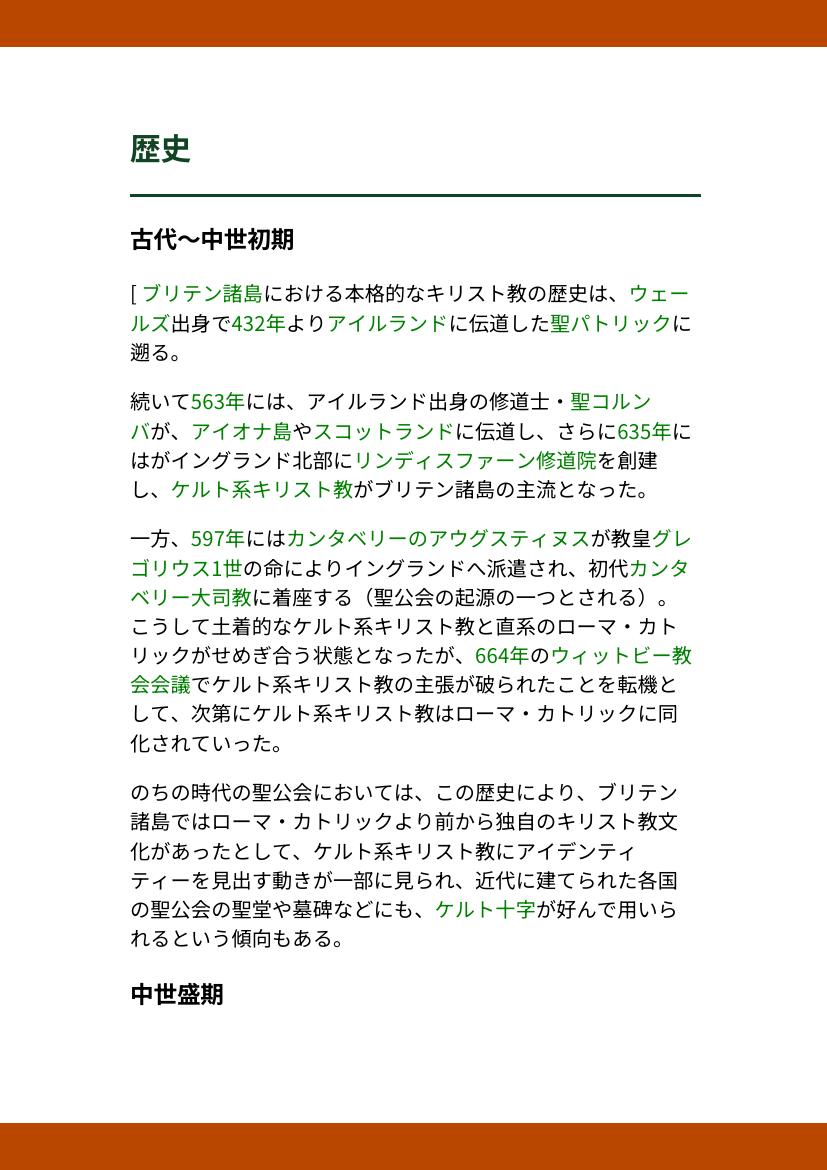 歴史
古代〜中世初期
[ ブリテン諸島における本格的なキリスト教の歴史は、ウェー
ルズ出身で432年よりアイルランドに伝道した聖パトリックに
遡る。
続いて563年には、アイルランド出身の修道士・聖コルン
バが、アイオナ島やスコットランドに伝道し、さらに635年に
はがイングランド北部にリンディスファーン修道院を創建
し、ケルト系キリスト教がブリテン諸島の主流となった。
一方、597年にはカンタベリーのアウグスティヌスが教皇グレ
ゴリウス1世の命によりイングランドへ派遣され、初代カンタ
ベリー大司教に着座する（聖公会の起源の一つとされる）。
こうして土着的なケルト系キリスト教と直系のローマ・カト
リックがせめぎ合う状態となったが、664年のウィットビー教
会会議でケルト系キリスト教の主張が破られたことを転機と
して、次第にケルト系キリスト教はローマ・カトリックに同
化されていった。
のちの時代の聖公会においては、この歴史により、ブリテン
諸島ではローマ・カトリックより前から独自のキリスト教文
化があったとして、ケルト系キリスト教にアイデンティ
ティーを見出す動きが一部に見られ、近代に建てられた各国
の聖公会の聖堂や墓碑などにも、ケルト十字が好んで用いら
れるという傾向もある。
中世盛期